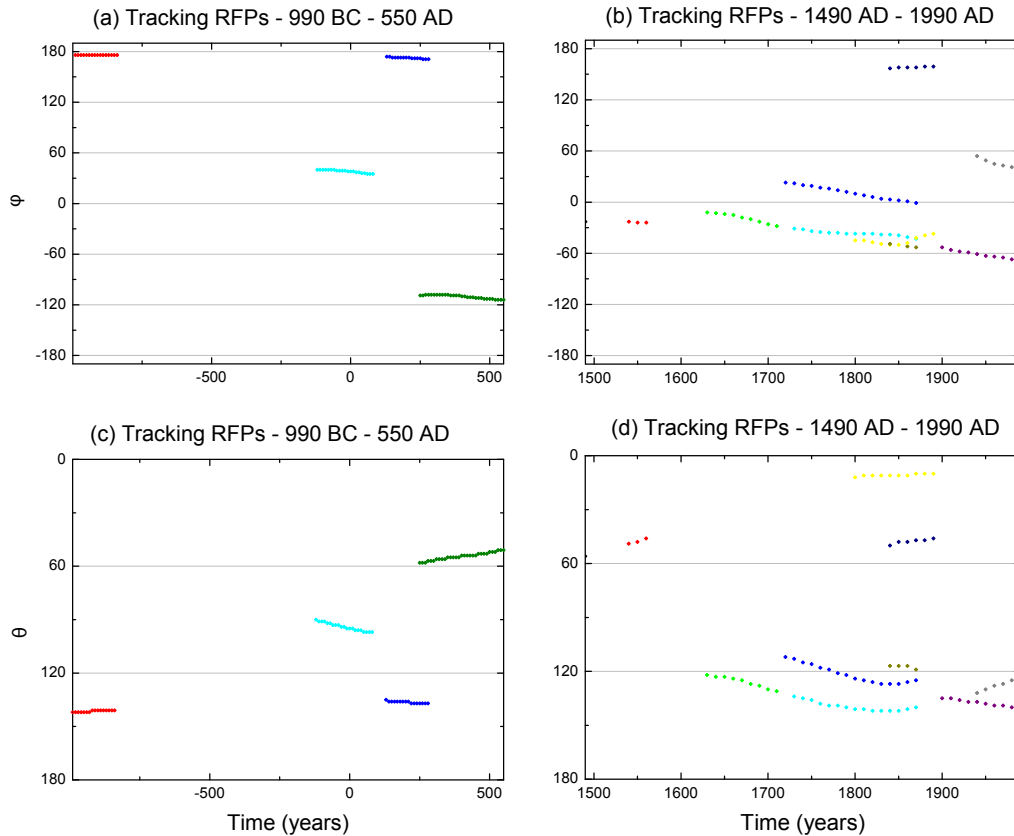 (a) Tracking RFPs - 990 BC - 550 AD
(b) Tracking RFPs - 1490 AD - 1990 AD
180
120
60
0
-60
-120
-180
φ
-500 0 500
180
120
60
0
-60
-120
-180
1500 1600 1700 1800 1900
(c) Tracking RFPs - 990 BC - 550 AD
(d) Tracking RFPs - 1490 AD - 1990 AD
0
60
120
180
θ
-500 0 500
Time (years)
0
60
120
180
1500 1600 1700 1800 1900
Time (years)